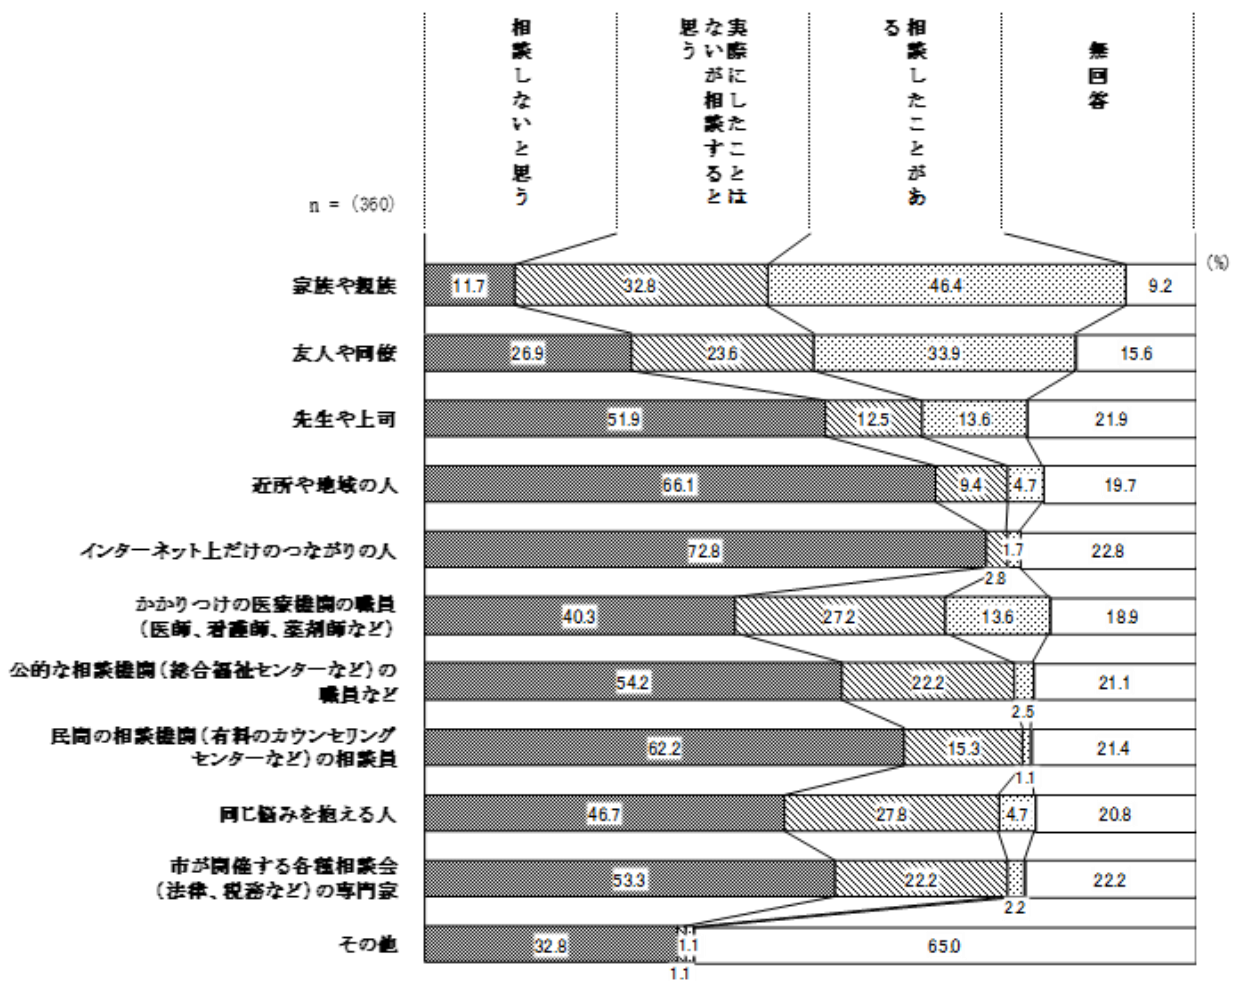 相談しないと思う
実際にしたことは
ないが相談すると
思う
相談したことがあ
る
無回答
n = (360)
(%)
家族や親族
11.7 32.8 46.4 9.2
友人や同僚
26.9 23.6 33.9 15.6
先生や上司
51.9 12.5 13.6 21.9
近所や地域の人
66.1 9.4 4.7 19.7
インターネット上だけのつながりの人
72.8 1.7 22.8
2.8
かかりつけの医療機関の職員
(医師、看護師、薬剤師など)
40.3 27.2 13.6 18.9
公的な相談機関(総合福祉センターなど)の
職員など
54.2 22.2 21.1
2.5
民間の相談機関(有料のカウンセリング
センターなど)の相談員
62.2 15.3 21.4
1.1
同じ悩みを抱える人
46.7 27.8 4.7 20.8
市が開催する各種相談会
(法律、税務など)の専門家
53.3 22.2 22.2
2.2
その他
32.8 1.1 65.0
1.1